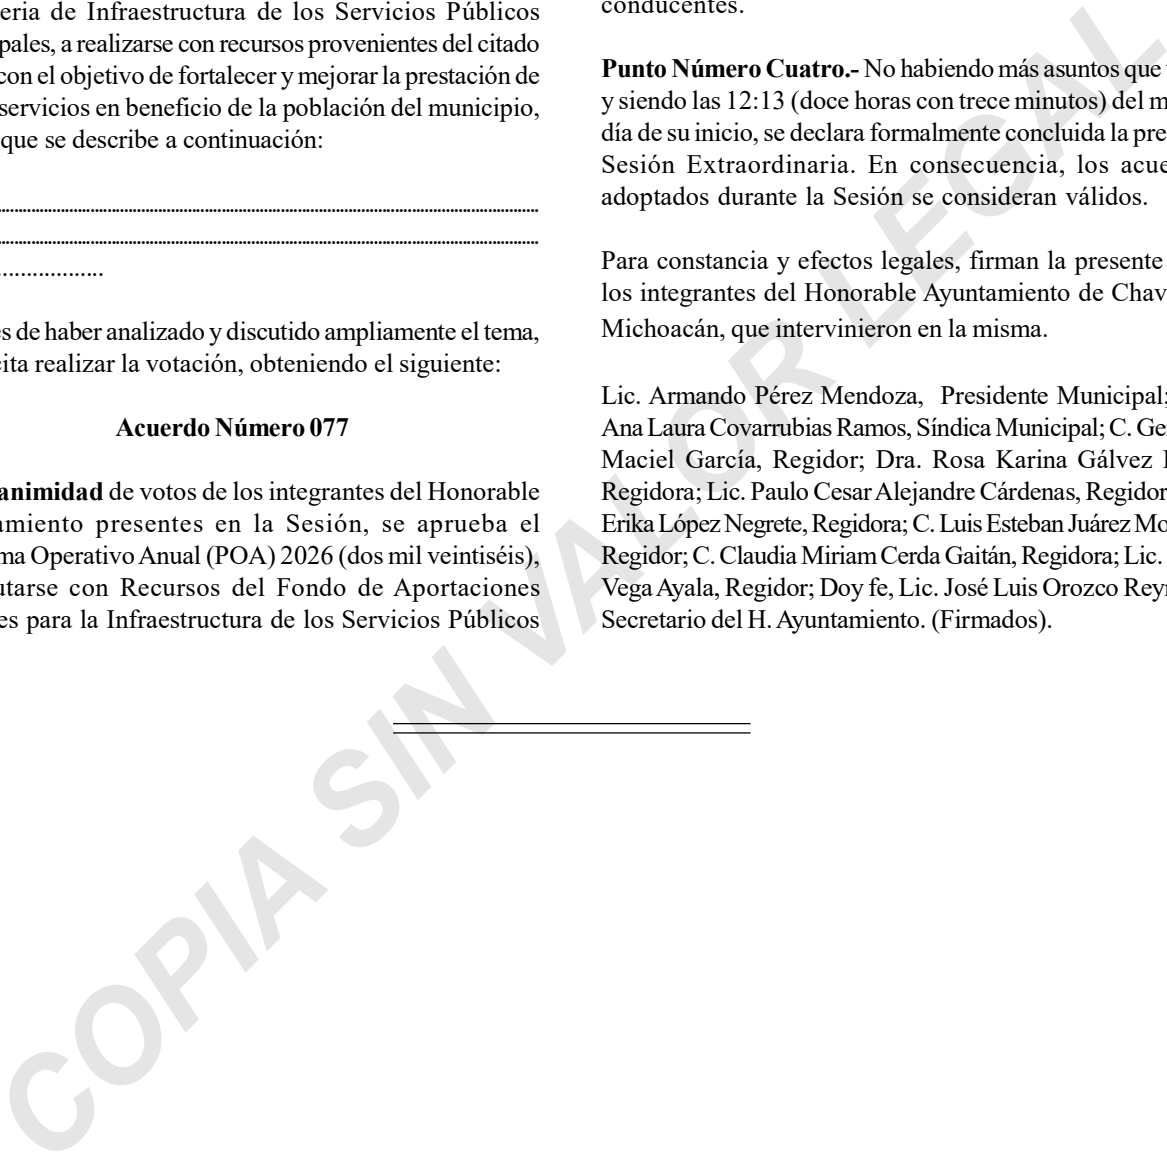 eria de Infraestructura de los Servicios Públicos
pales, a realizarse con recursos provenientes del citado
con el objetivo de fortalecer y mejorar la prestación de
servicios en beneficio de la población del municipio,
que se describe a continuación:
..........................................................................................................................................
..........................................................................................................................................
...................
es de haber analizado y discutido ampliamente el tema,
cita realizar la votación, obteniendo el siguiente:
Acuerdo Número 077
animidad de votos de los integrantes del Honorable
amiento presentes en la Sesión, se aprueba el
ma Operativo Anual (POA) 2026 (dos mil veintiséis),
utarse con Recursos del Fondo de Aportaciones
es para la Infraestructura de los Servicios Públicos
conducentes.
Punto Número Cuatro.- No habiendo más asuntos que
y siendo las 12:13 (doce horas con trece minutos) del m
día de su inicio, se declara formalmente concluida la pre
Sesión Extraordinaria. En consecuencia, los acue
adoptados durante la Sesión se consideran válidos.
Para constancia y efectos legales, firman la presente
los integrantes del Honorable Ayuntamiento de Chav
Michoacán, que intervinieron en la misma.
Lic. Armando Pérez Mendoza, Presidente Municipal;
Ana Laura Covarrubias Ramos, Síndica Municipal; C. Ge
Maciel García, Regidor; Dra. Rosa Karina Gálvez
Regidora; Lic. Paulo Cesar Alejandre Cárdenas, Regidor
Erika López Negrete, Regidora; C. Luis Esteban Juárez Mo
Regidor; C. Claudia Miriam Cerda Gaitán, Regidora; Lic.
Vega Ayala, Regidor; Doy fe, Lic. José Luis Orozco Rey
Secretario del H. Ayuntamiento. (Firmados).
COPIA SIN VALOR LEGAL